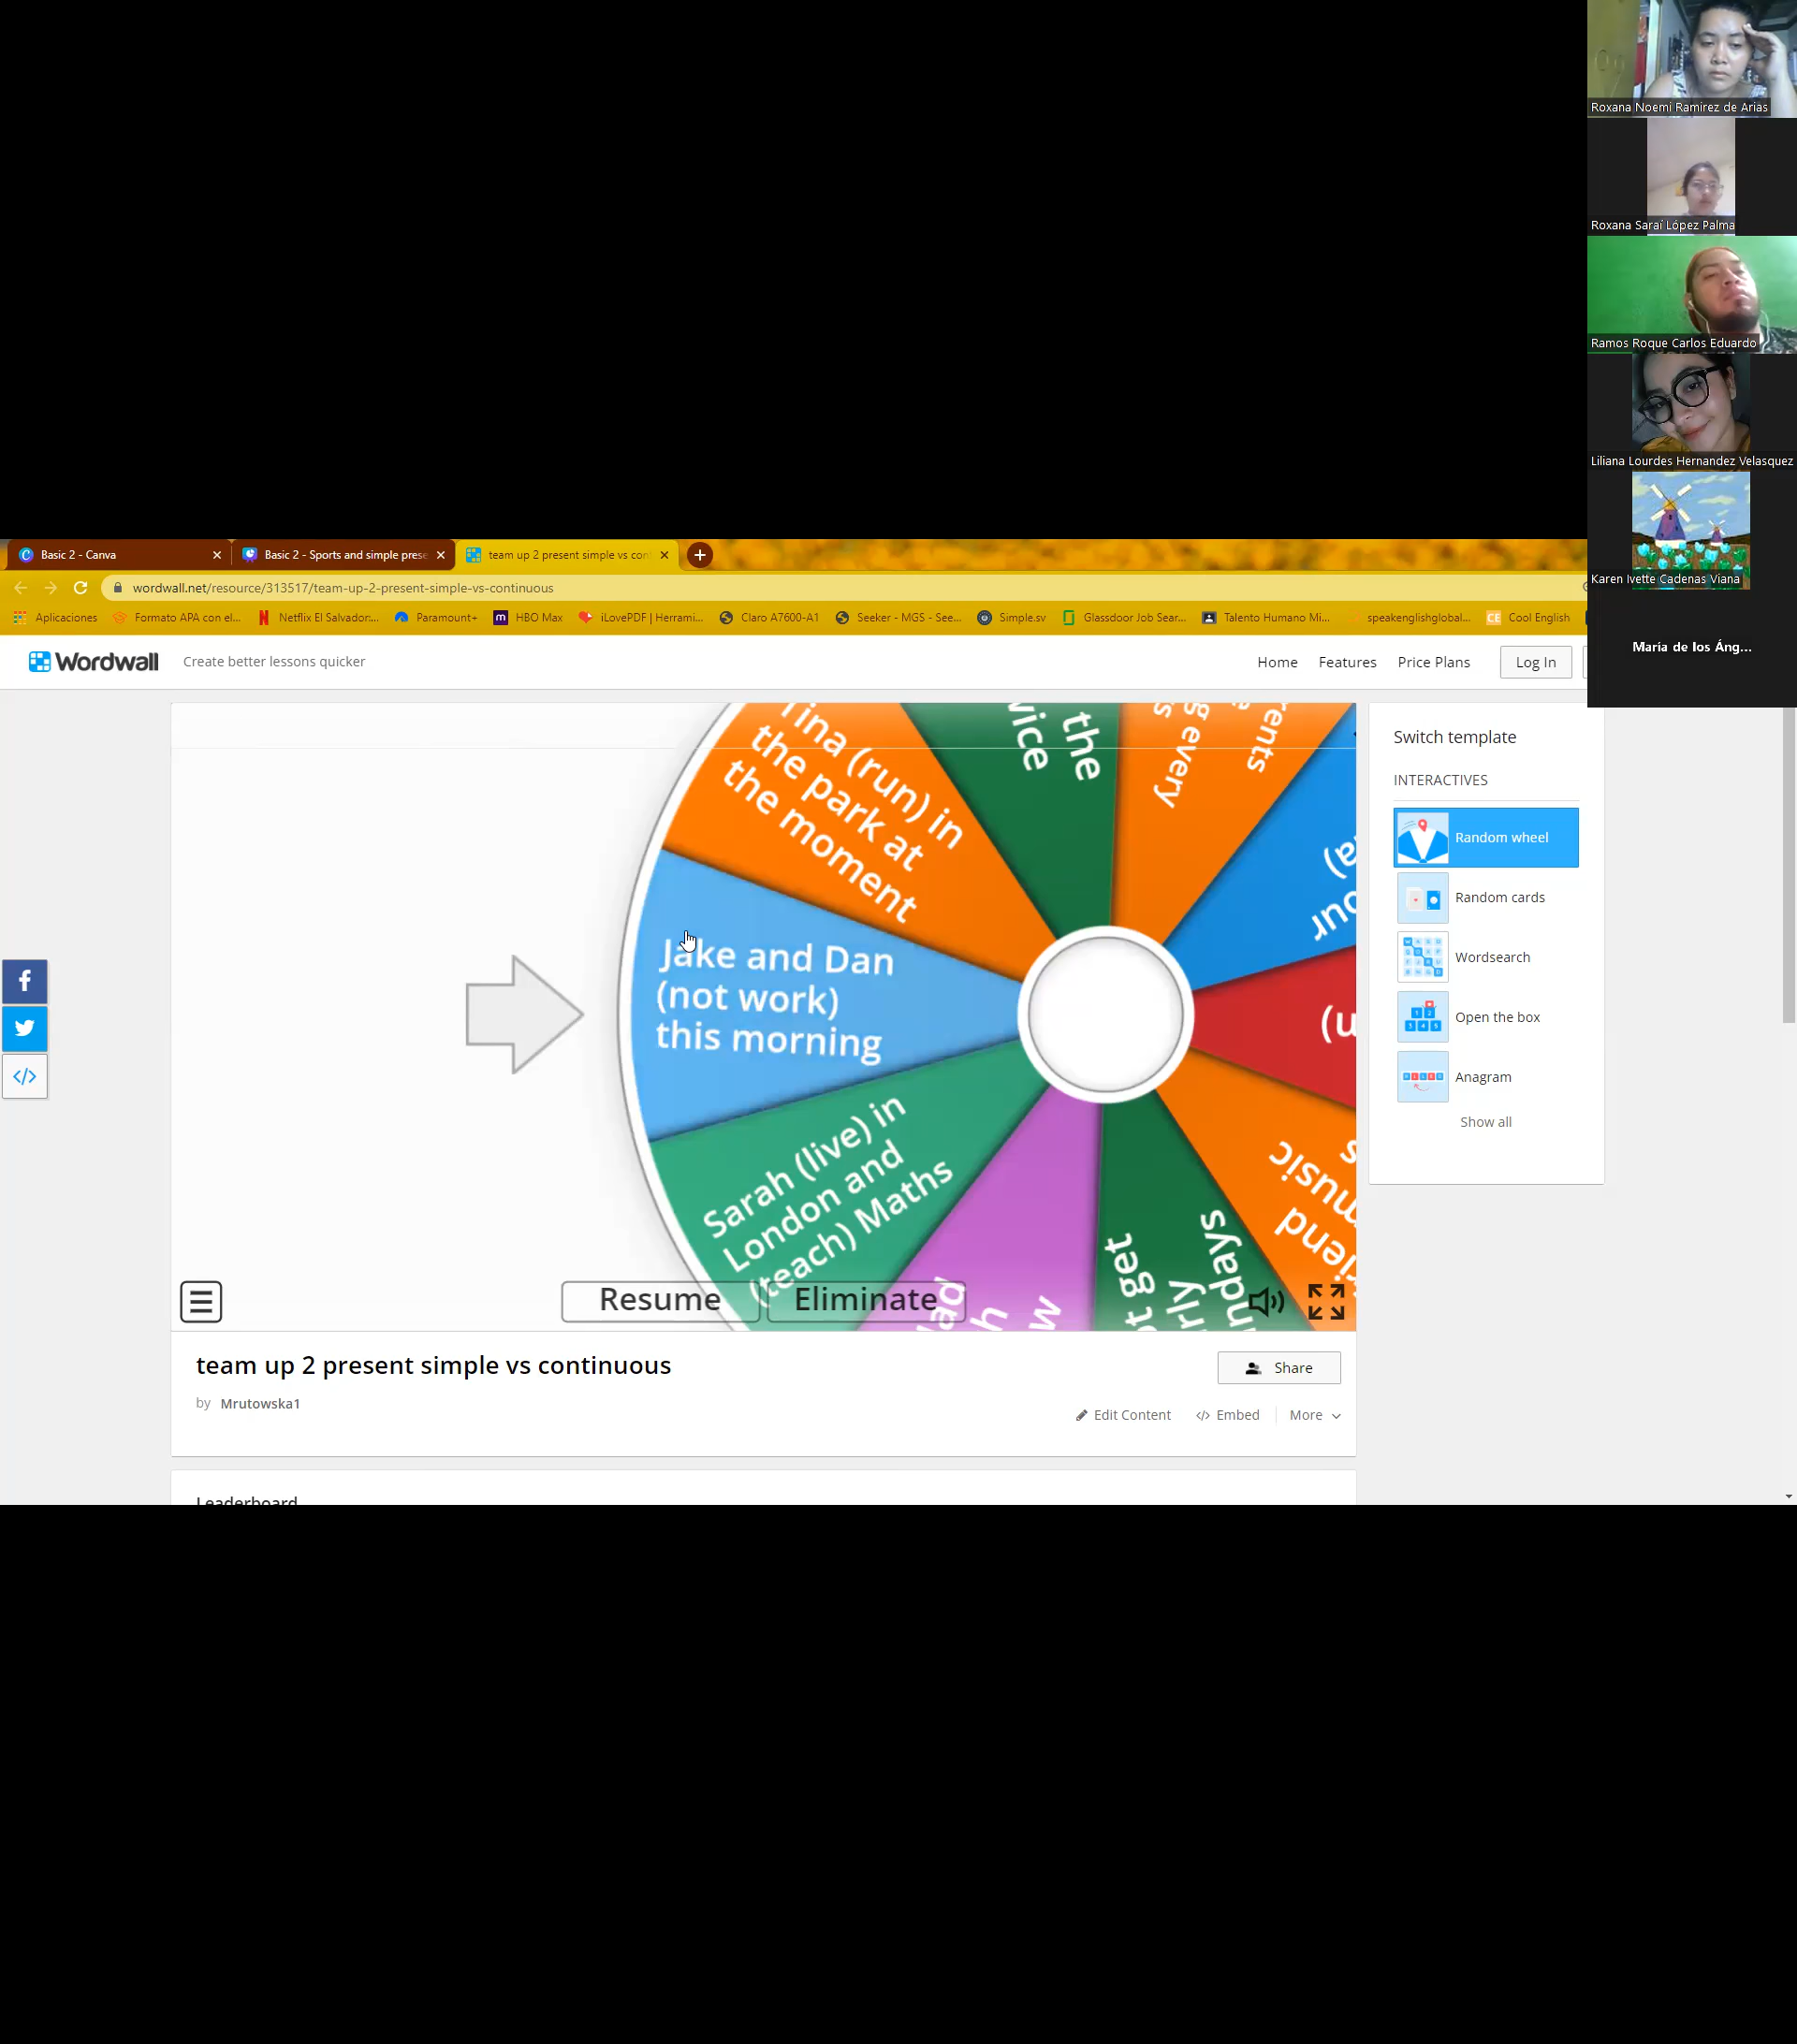 Roxana Noemi Ramirez de Arias
Roxana Saraí López Palma
Ramos Roque Carlos Eduardo
Liliana Lourdes Hernandez Velasquez
Karen Ivette Cadenas Viana
María de los Áng...
Basic 2 - Canva
Basic 2 - Sports and simple prese
team up 2 present simple vs con
wordwall.net/resource/313517/team-up-2-present-simple-vs-continuous
Aplicaciones
Formato APA con el...
Netflix El Salvador:...
Paramount+
HBO Max
iLovePDF | Herrami...
Claro A7600-A1
Seeker - MGS - See...
Simple.sv
Glassdoor Job Sear...
Talento Humano Mi...
speakenglishglobal...
CE Cool English
Wordwall
Create better lessons quicker
Home
Features
Price Plans
Log In
Tina (run) in
the park at
the moment
the
g every
Jake and Dan
(not work)
this morning
Sarah (live) in
London and
(teach) Maths
get
music
Resume
Eliminate
Switch template
INTERACTIVES
Random wheel
Random cards
Wordsearch
Open the box
Anagram
Show all
team up 2 present simple vs continuous
by Mrutowska1
Share
Edit Content
Embed
More
Leaderboard